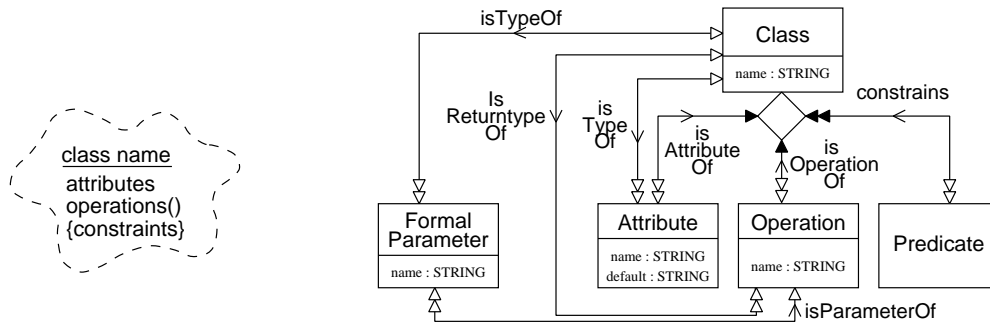 class name
attributes
operations()
{constraints}
isTypeOf
Class
name : STRING
Is
Returntype
Of
is
Type
Of
is
Attribute
Of
is
Operation
Of
constrains
Formal
Parameter
name : STRING
Attribute
name : STRING
default : STRING
Operation
name : STRING
Predicate
isParameterOf